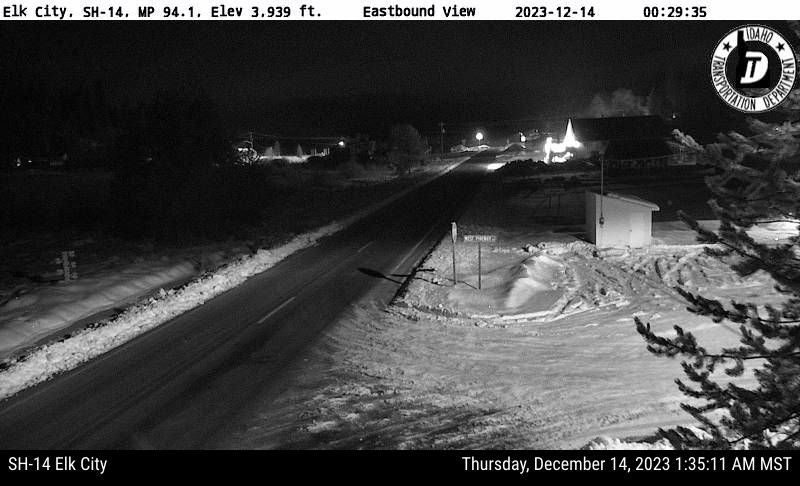 Elk City, SH-14, MP 94.1, Elev 3,939 ft. Eastbound View 2023-12-14 00:29:35
IDAHO
TRANSPORTATION DEPARTMENT
SH-14 Elk City Thursday, December 14, 2023 1:35:11 AM MST